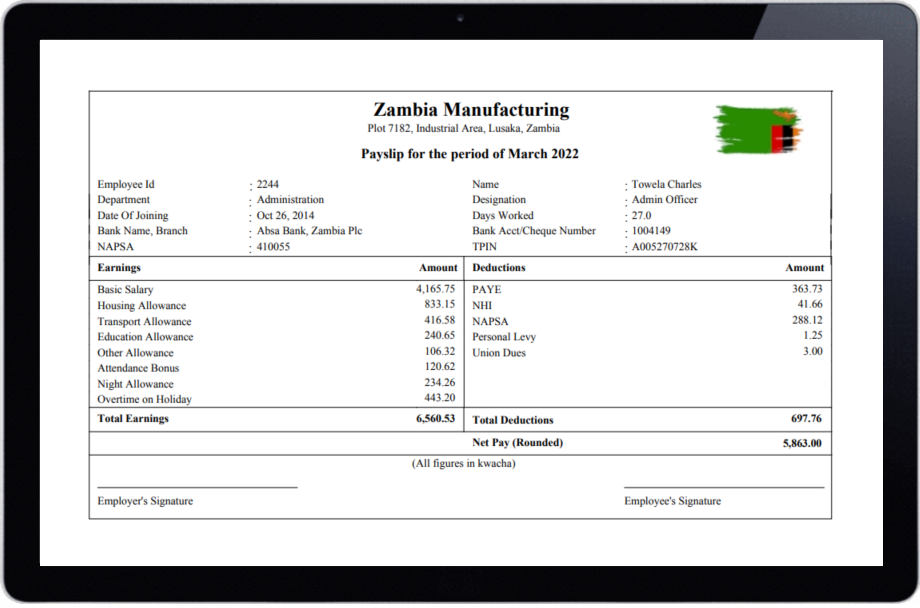 Zambia Manufacturing
Plot 7182, Industrial Area, Lusaka, Zambia
Payslip for the period of March 2022
Employee Id : 2244 Name : Towela Charles
Department : Administration Designation : Admin Officer
Date Of Joining : Oct 26, 2014 Days Worked : 27.0
Bank Name, Branch : Absa Bank, Zambia Plc Bank Acct/Cheque Number : 1004149
NAPSA : 410055 TPIN : A005270728K
Earnings Amount Deductions Amount
Basic Salary 4,165.75 PAYE 363.73
Housing Allowance 833.15 NHI 41.66
Transport Allowance 416.58 NAPSA 288.12
Education Allowance 240.65 Personal Levy 1.25
Other Allowance 106.32 Union Dues 3.00
Attendance Bonus 120.62
Night Allowance 234.26
Overtime on Holiday 443.20
Total Earnings 6,560.53 Total Deductions 697.76
Net Pay (Rounded) 5,863.00
(All figures in kwacha)
Employer's Signature Employee's Signature